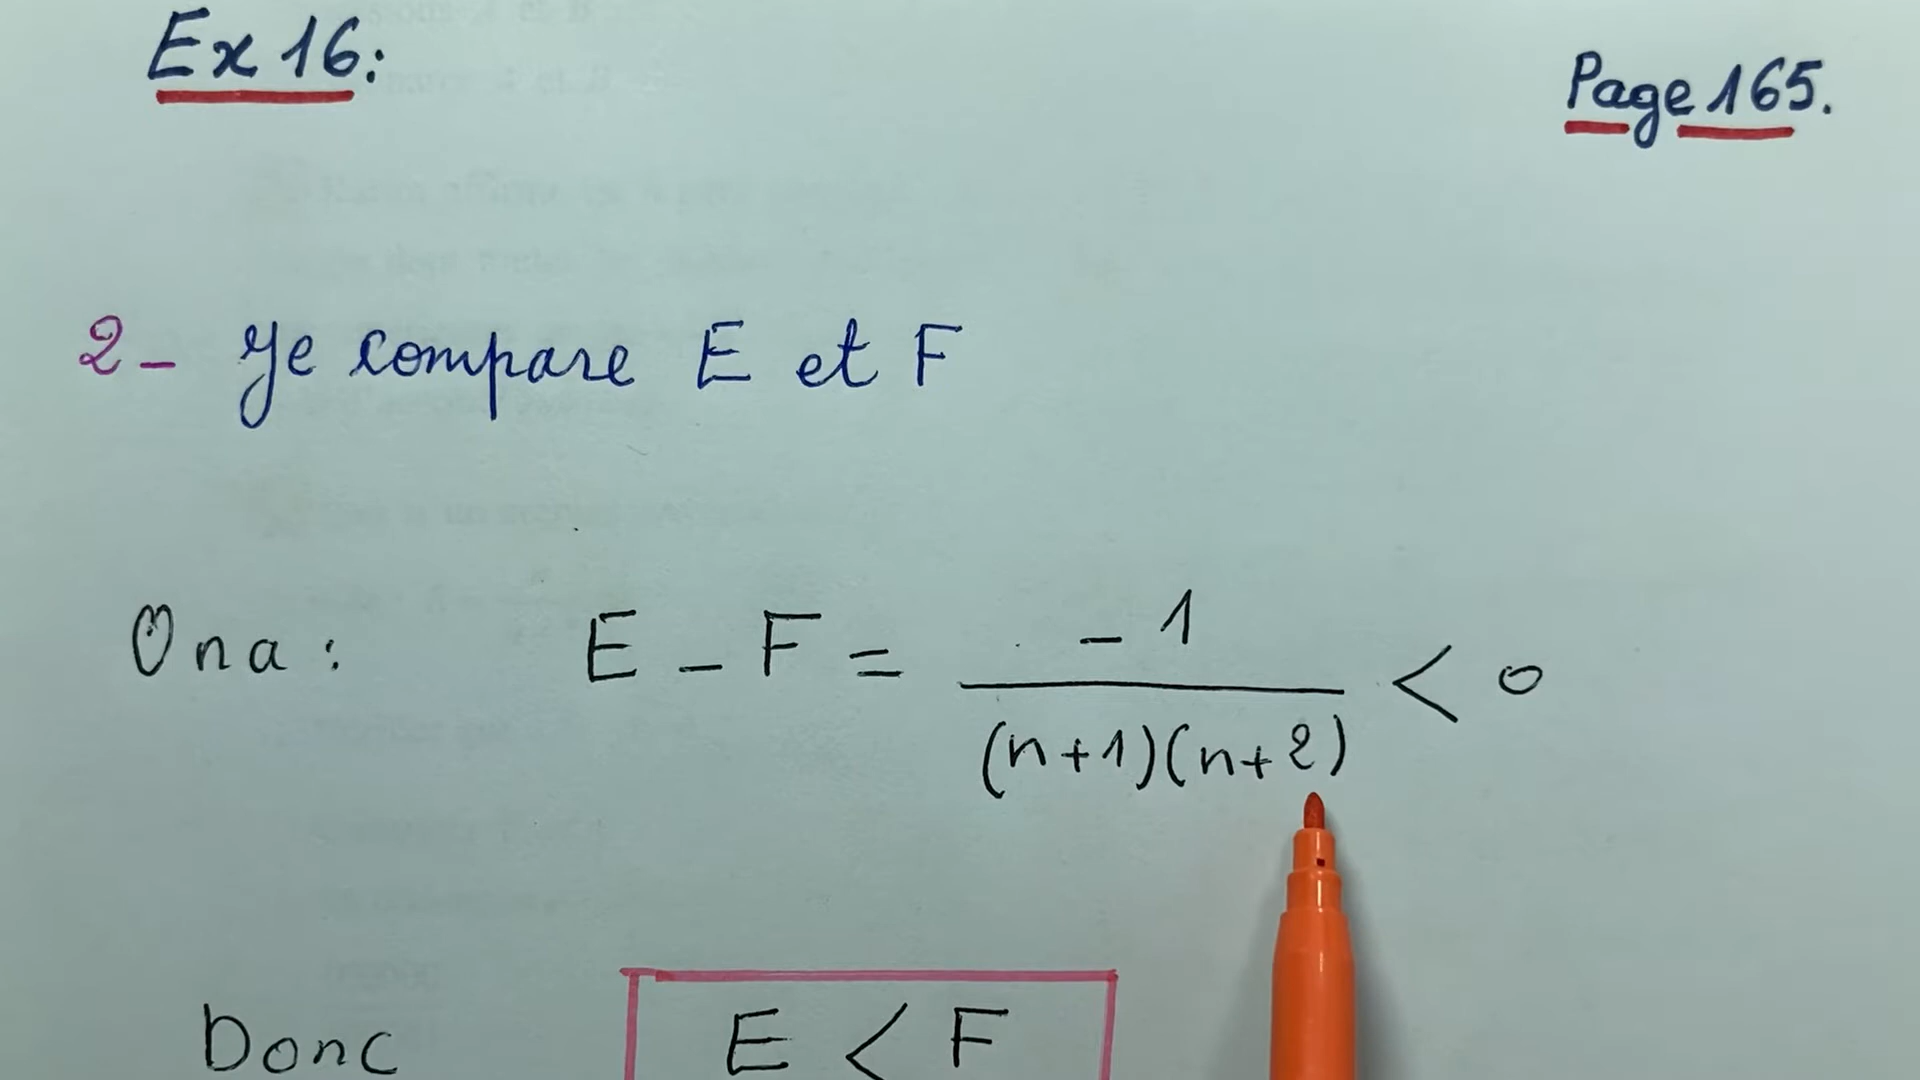 Ex 16:
Page 165.
2- Je compare E et F
On a : E - F = -1 / (n+1)(n+2) < 0
Donc E < F